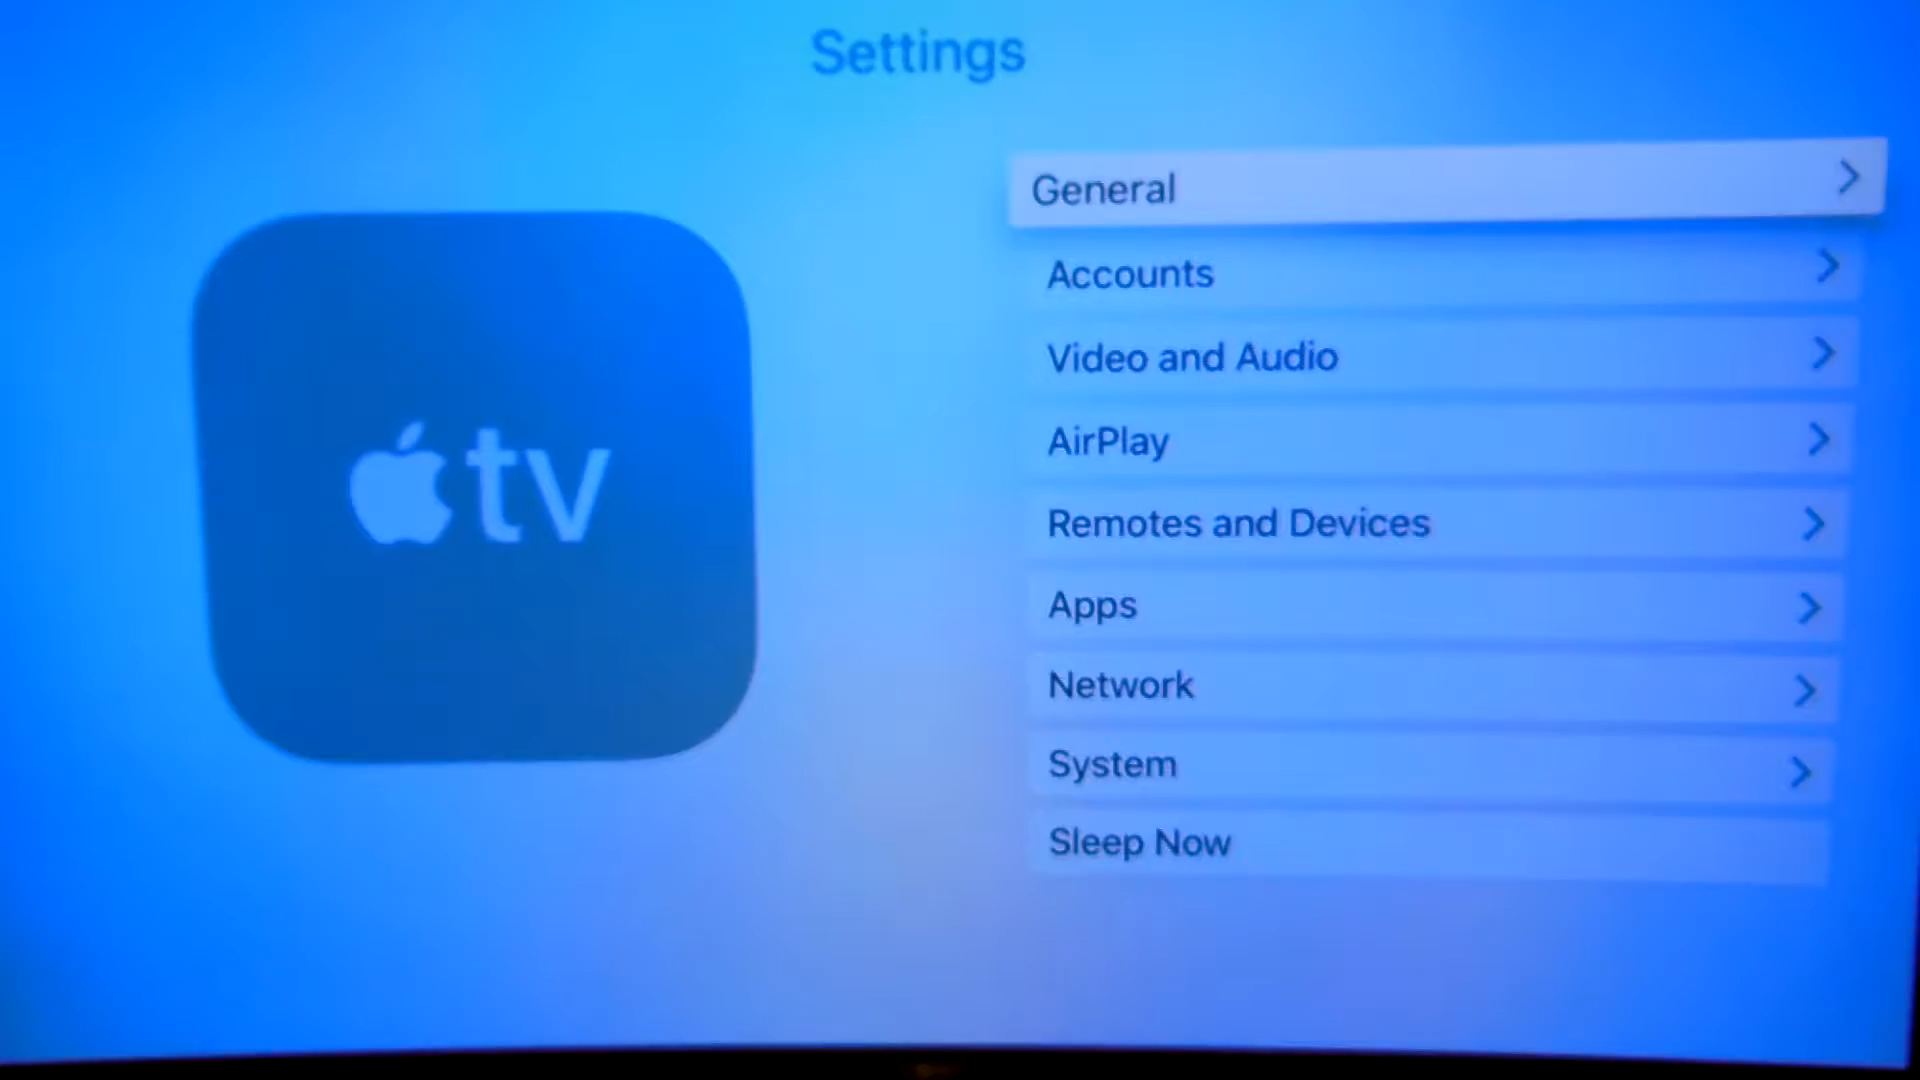 Settings
General
Accounts
Video and Audio
AirPlay
Remotes and Devices
Apps
Network
System
Sleep Now
tv